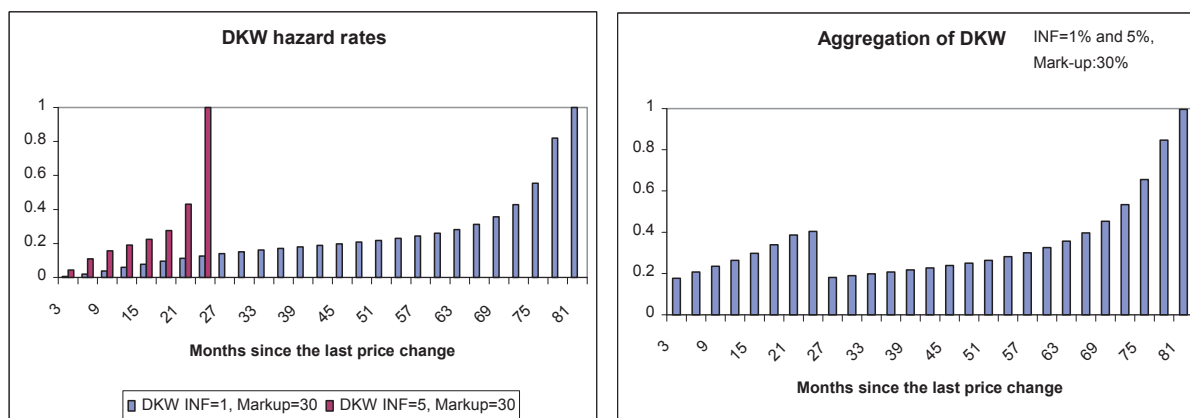 DKW hazard rates
1
0.8
0.6
0.4
0.2
0
3 9 15 21 27 33 39 45 51 57 63 69 75 81
Months since the last price change
DKW INF=1, Markup=30 DKW INF=5, Markup=30
Aggregation of DKW
INF=1% and 5%,
Mark-up:30%
1
0.8
0.6
0.4
0.2
0
3 9 15 21 27 33 39 45 51 57 63 69 75 81
Months since the last price change